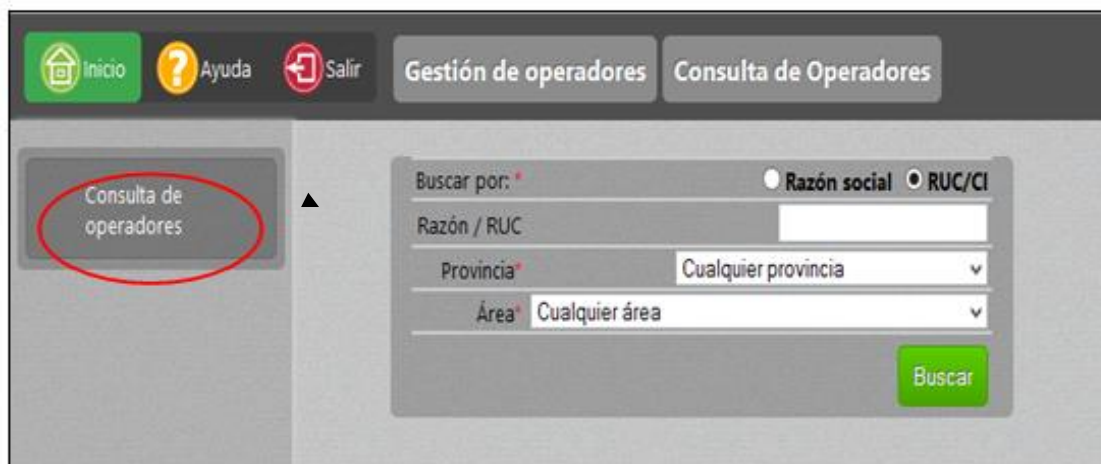 Inicio
Ayuda
Salir
Gestión de operadores
Consulta de Operadores
Consulta de
operadores
Buscar por: *
Razón social
RUC/CI
Razón / RUC
Provincia*
Cualquier provincia
Área*
Cualquier área
Buscar